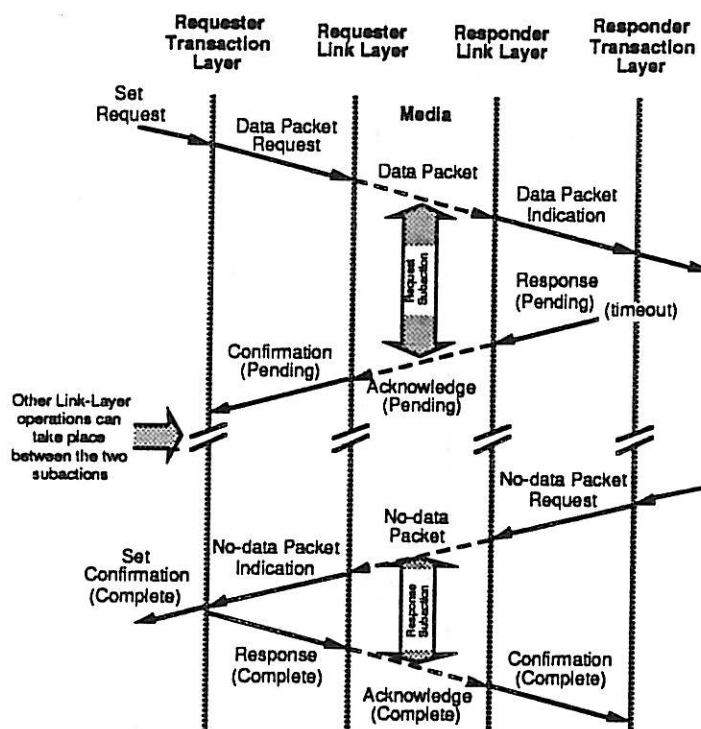 Requester
Transaction
Layer
Requester
Link Layer
Responder
Link Layer
Responder
Transaction
Layer
Set
Request
Media
Data Packet
Request
Data Packet
Data Packet
Indication
Request
Subaction
Response
(Pending)
(timeout)
Confirmation
(Pending)
Acknowledge
(Pending)
Other Link-Layer
operations can
take place
between the two
subactions
No-data Packet
Request
No-data
Packet
No-data Packet
Indication
Set
Confirmation
(Complete)
Response
Subaction
Response
(Complete)
Acknowledge
(Complete)
Confirmation
(Complete)